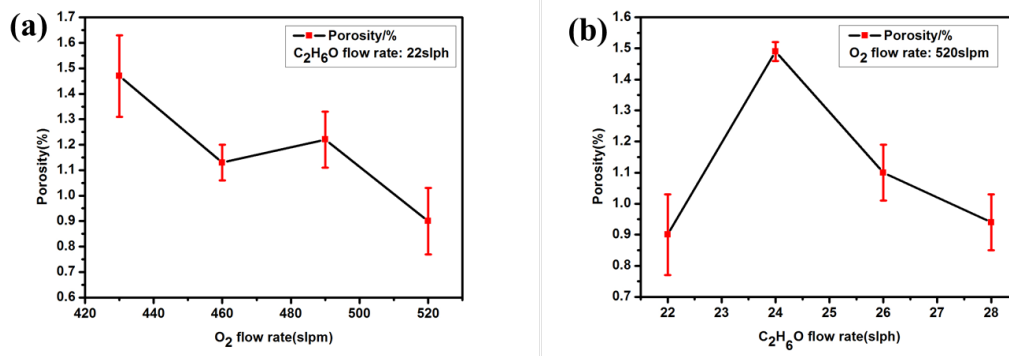 (a)
1.7
1.6
1.5
1.4
1.3
1.2
1.1
1.0
0.9
0.8
0.7
0.6
Porosity(%)
Porosity/%
C2H6O flow rate: 22slph
420 440 460 480 500 520
O2 flow rate(slpm)
(b)
1.6
1.5
1.4
1.3
1.2
1.1
1.0
0.9
0.8
0.7
Porosity(%)
Porosity/%
O2 flow rate: 520slpm
22 23 24 25 26 27 28
C2H6O flow rate(slph)